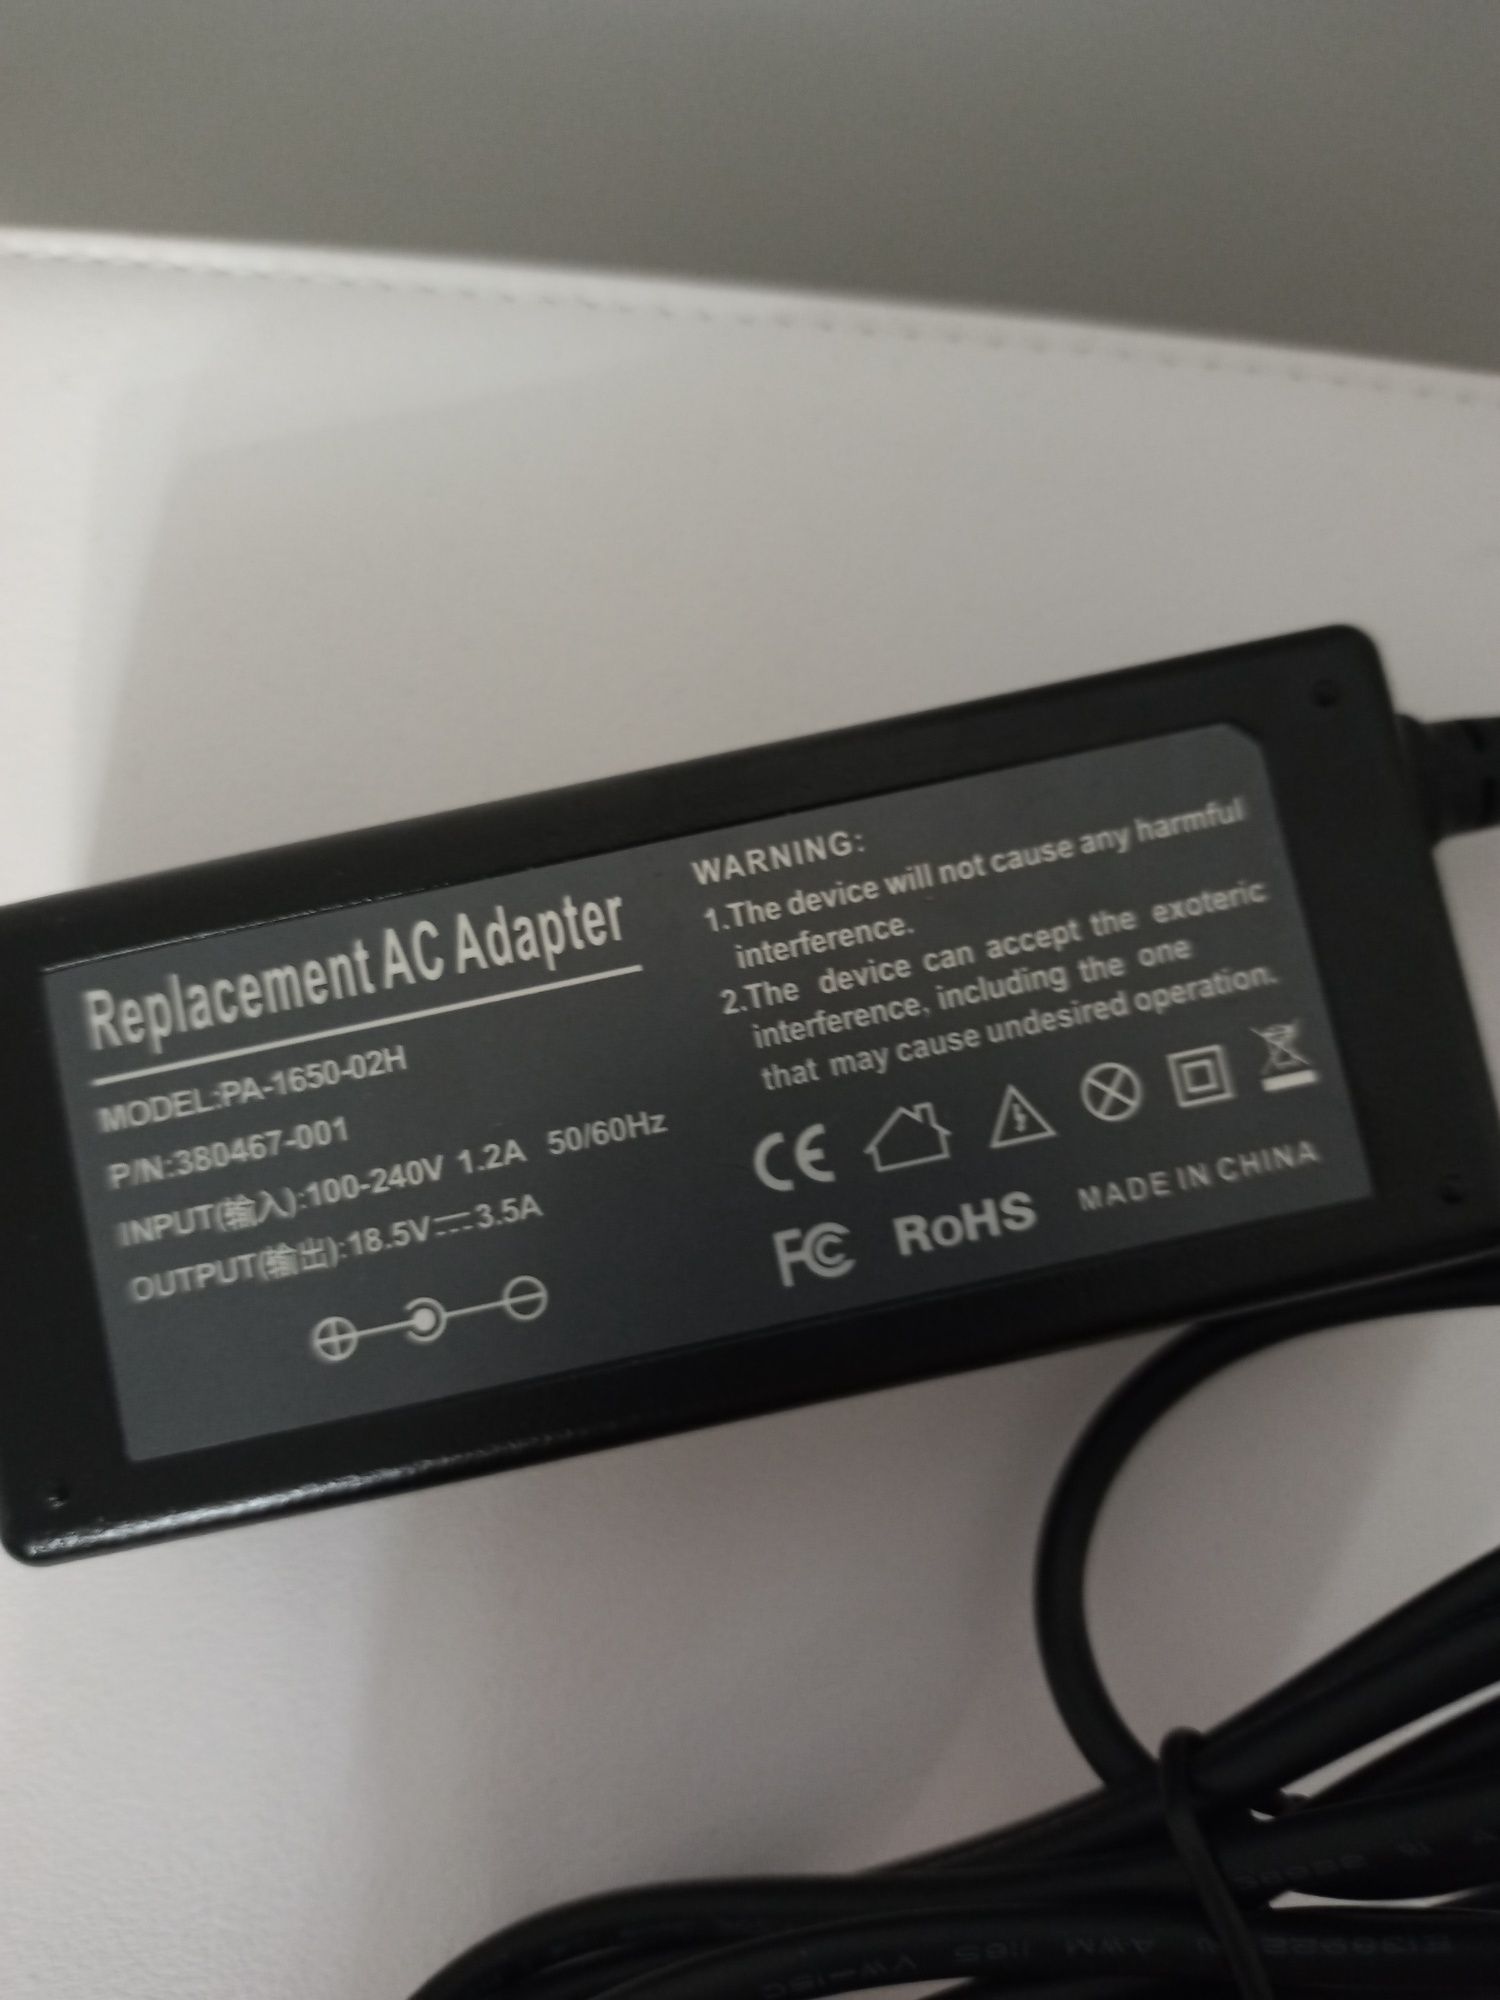 Replacement AC Adapter
MODEL:PA-1650-02H
P/N:380467-001
INPUT(输入):100-240V 1.2A 50/60Hz
OUTPUT(输出):18.5V⎓3.5A
WARNING:
1.The device will not cause any harmful
interference.
2.The device can accept the exoteric
interference, including the one
that may cause undesired operation.
CE
FC RoHS MADE IN CHINA
AWM
VW-1